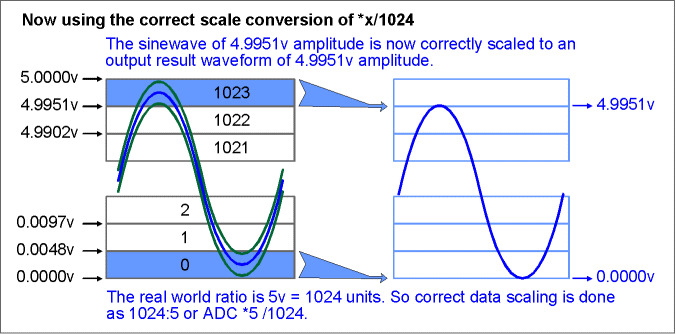 Now using the correct scale conversion of *x/1024
The sinewave of 4.9951v amplitude is now correctly scaled to an
output result waveform of 4.9951v amplitude.
5.0000v
1023
4.9951v
4.9951v
1022
4.9902v
1021
2
0.0097v
1
0.0048v
0
0.0000v
0.0000v
The real world ratio is 5v = 1024 units. So correct data scaling is done
as 1024:5 or ADC *5 /1024.